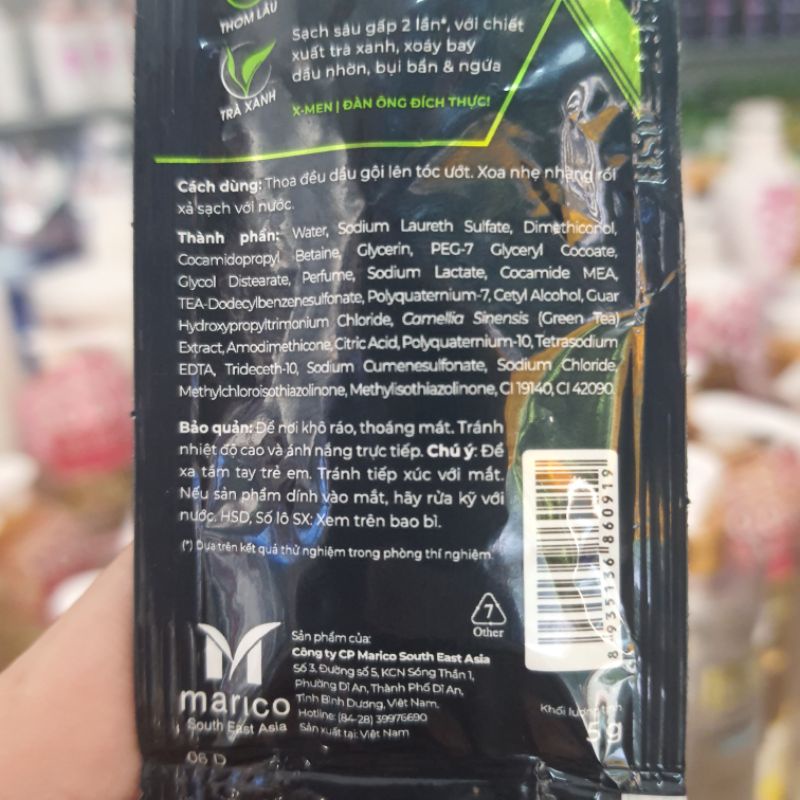 THƠM LÂU
Sạch sâu gấp 2 lần*, với chiết
xuất trà xanh, xoáy bay
dầu nhờn, bụi bẩn & ngứa
TRÀ XANH
X-MEN | ĐÀN ÔNG ĐÍCH THỰC!
Cách dùng: Thoa đều dầu gội lên tóc ướt. Xoa nhẹ nhàng rồi
xả sạch với nước.
Thành phần: Water, Sodium Laureth Sulfate, Dimethiconol,
Cocamidopropyl Betaine, Glycerin, PEG-7 Glyceryl Cocoate,
Glycol Distearate, Perfume, Sodium Lactate, Cocamide MEA,
TEA-Dodecylbenzenesulfonate, Polyquaternium-7, Cetyl Alcohol, Guar
Hydroxypropyltrimonium Chloride, Camellia Sinensis (Green Tea)
Extract, Amodimethicone, Citric Acid, Polyquaternium-10, Tetrasodium
EDTA, Trideceth-10, Sodium Cumenesulfonate, Sodium Chloride,
Methylchloroisothiazolinone, Methylisothiazolinone, CI 19140, CI 42090.
Bảo quản: Để nơi khô ráo, thoáng mát. Tránh
nhiệt độ cao và ánh nắng trực tiếp. Chú ý: Để
xa tầm tay trẻ em. Tránh tiếp xúc với mắt.
Nếu sản phẩm dính vào mắt, hãy rửa kỹ với
nước. HSD, Số lô SX: Xem trên bao bì.
(*) Dựa trên kết quả thử nghiệm trong phòng thí nghiệm.
8 935136 860919
7
Other
marico
South East Asia
Sản phẩm của:
Công ty CP Marico South East Asia
Số 3, Đường số 5, KCN Sóng Thần 1,
Phường Dĩ An, Thành Phố Dĩ An,
Tỉnh Bình Dương, Việt Nam.
Hotline: (84-28) 39976690
Sản xuất tại: Việt Nam
Khối lượng tịnh
5 g
06 D